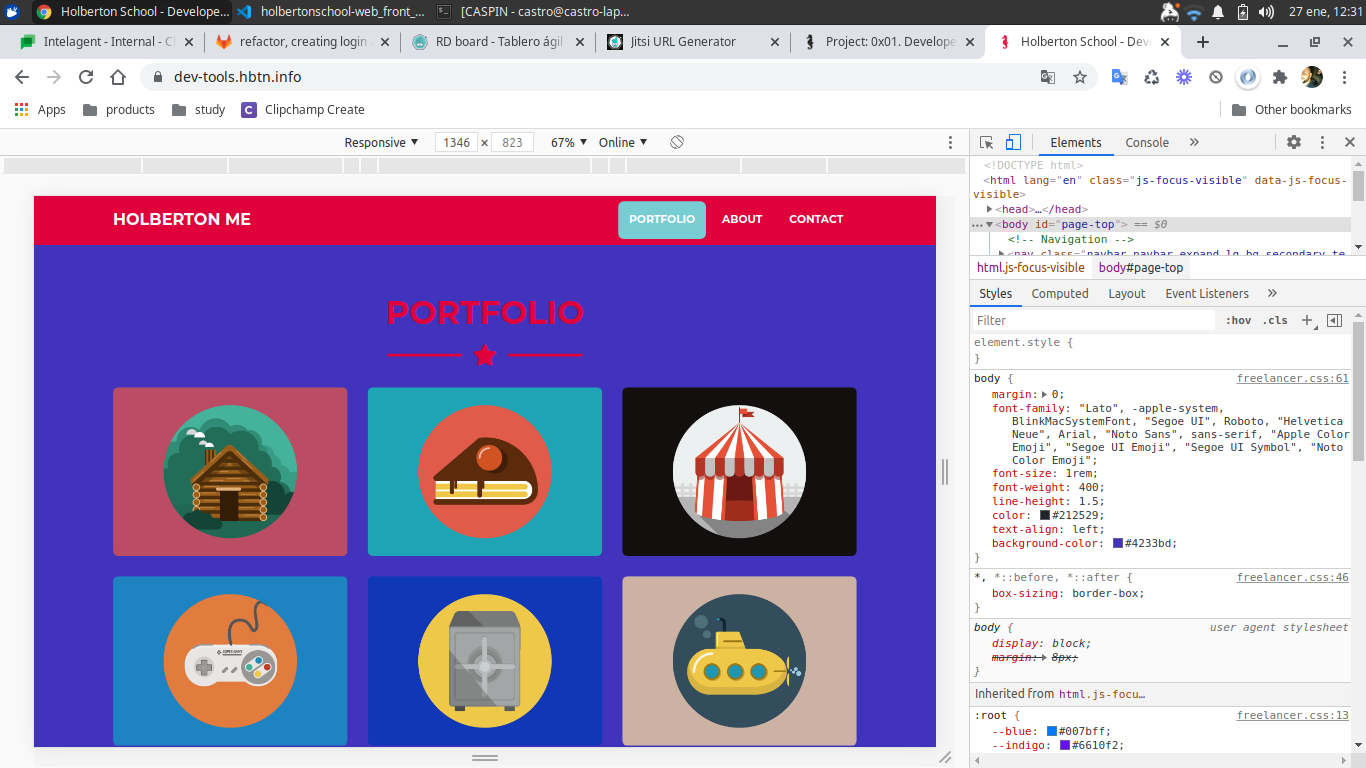 Holberton School - Develope...
holbertonschool-web_front_...
[CASPIN - castro@castro-lap...
27 ene, 12:31
Intelagent - Internal - C
refactor, creating login
RD board - Tablero ágil
Jitsi URL Generator
Project: 0x01. Develope
Holberton School - Dev
dev-tools.hbtn.info
Apps
products
study
C
Clipchamp Create
Other bookmarks
Responsive
1346 × 823
67%
Online
Elements
Console
»
<!DOCTYPE html>
<html lang="en" class="js-focus-visible" data-js-focus-
visible>
<head>…</head>
<body id="page-top"> == $0
<!-- Navigation -->
<nav class="navbar navbar-expand-lg bg-secondary te
html.js-focus-visible
body#page-top
Styles
Computed
Layout
Event Listeners
»
Filter
:hov
.cls
+
element.style {
}
body {
freelancer.css:61
margin: 0;
font-family: "Lato", -apple-system,
BlinkMacSystemFont, "Segoe UI", Roboto, "Helvetica
Neue", Arial, "Noto Sans", sans-serif, "Apple Color
Emoji", "Segoe UI Emoji", "Segoe UI Symbol", "Noto
Color Emoji";
font-size: 1rem;
font-weight: 400;
line-height: 1.5;
color: #212529;
text-align: left;
background-color: #4233bd;
}
*, *::before, *::after {
freelancer.css:46
box-sizing: border-box;
}
body {
user agent stylesheet
display: block;
margin: 8px;
}
Inherited from html.js-focu…
:root {
freelancer.css:13
--blue: #007bff;
--indigo: #6610f2;
HOLBERTON ME
PORTFOLIO
ABOUT
CONTACT
PORTFOLIO